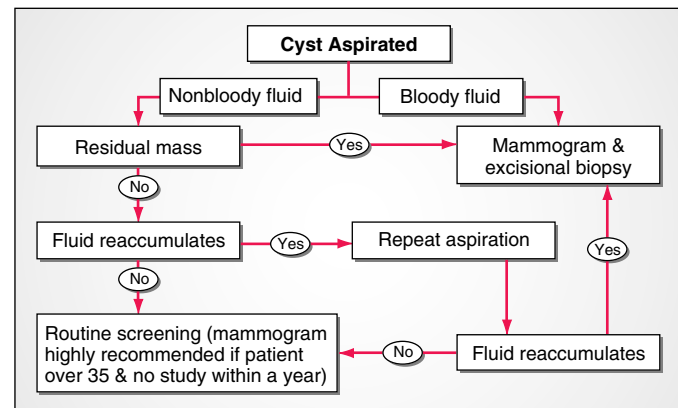 Cyst Aspirated
Nonbloody fluid
Bloody fluid
Residual mass
Yes
Mammogram &
excisional biopsy
No
Fluid reaccumulates
Yes
Repeat aspiration
Yes
No
Routine screening (mammogram
highly recommended if patient
over 35 & no study within a year)
No
Fluid reaccumulates